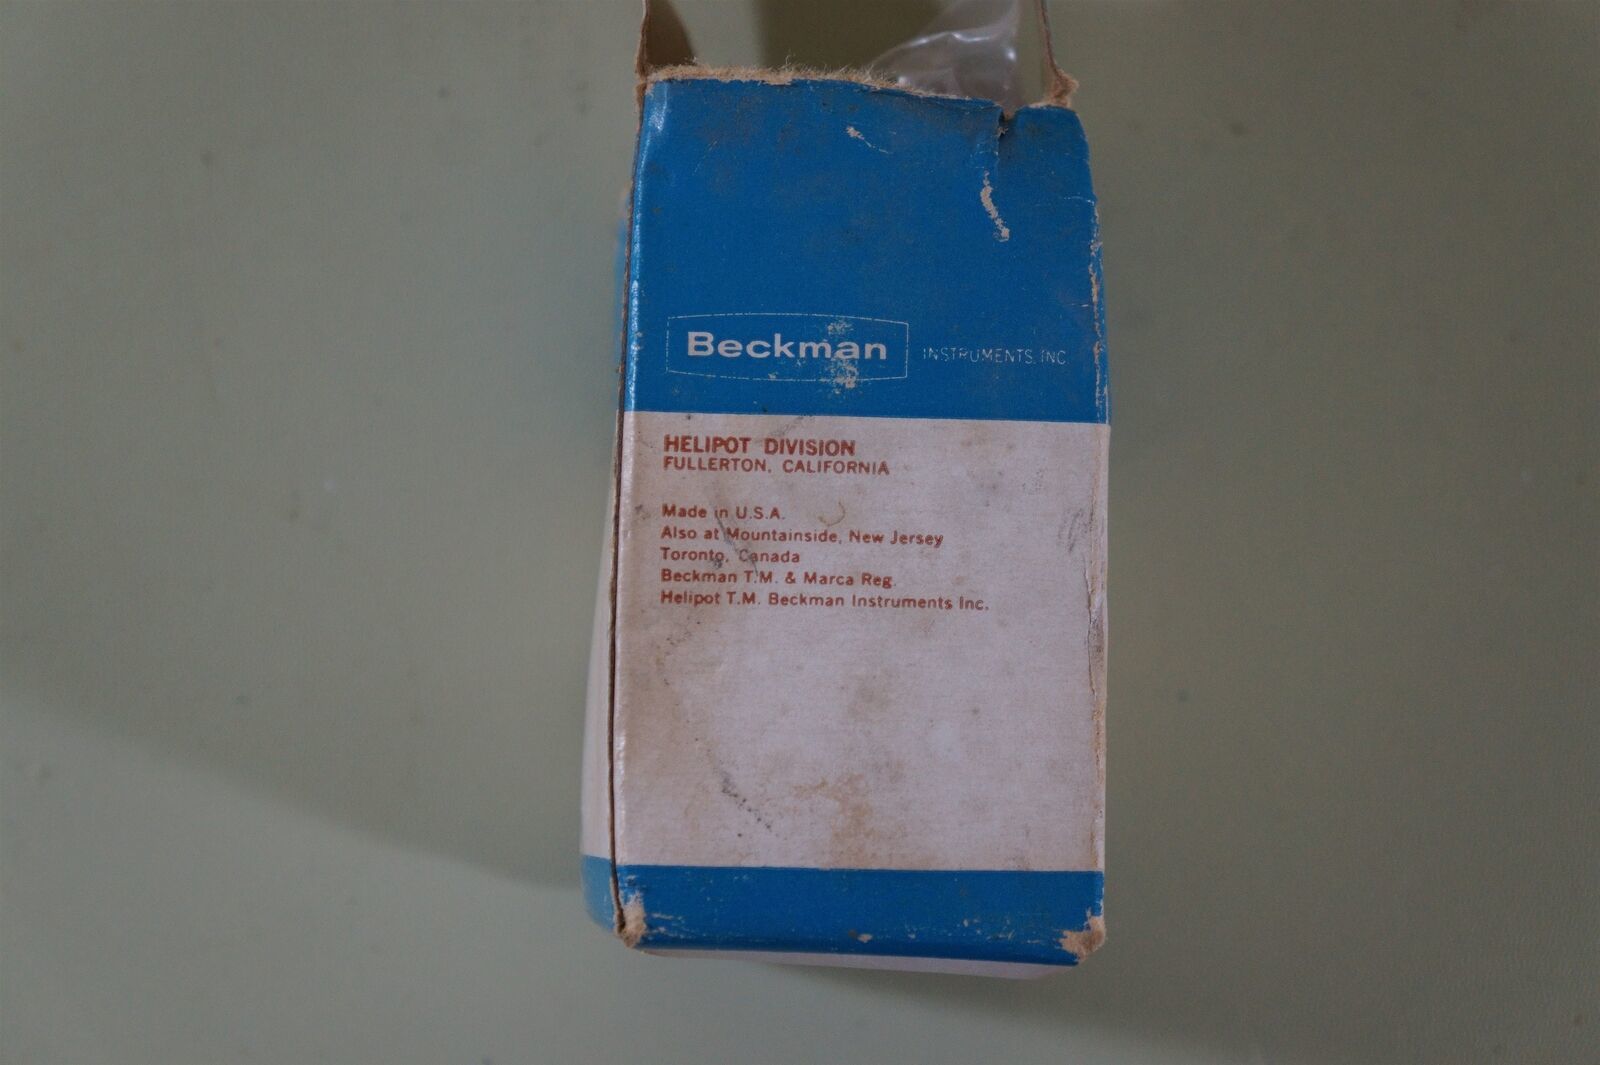 Beckman INSTRUMENTS, INC.
HELIPOT DIVISION
FULLERTON, CALIFORNIA
Made in U.S.A.
Also at Mountainside, New Jersey
Toronto, Canada
Beckman T.M. & Marca Reg.
Helipot T.M. Beckman Instruments Inc.